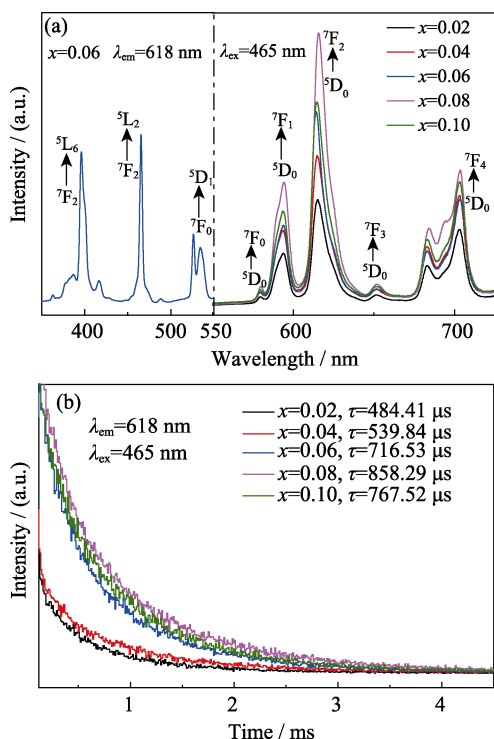 (a)
x=0.06 λem=618 nm
λex=465 nm
x=0.02
x=0.04
x=0.06
x=0.08
x=0.10
⁵L₆
⁷F₂
⁵L₂
⁷F₂
⁵D₁
⁷F₀
⁷F₀
⁵D₀
⁷F₁
⁵D₀
⁷F₂
⁵D₀
⁷F₃
⁵D₀
⁷F₄
⁵D₀
Intensity / (a.u.)
400 500 550 600 700
Wavelength / nm
(b)
λem=618 nm
λex=465 nm
x=0.02, τ=484.41 μs
x=0.04, τ=539.84 μs
x=0.06, τ=716.53 μs
x=0.08, τ=858.29 μs
x=0.10, τ=767.52 μs
Intensity / (a.u.)
1 2 3 4
Time / ms